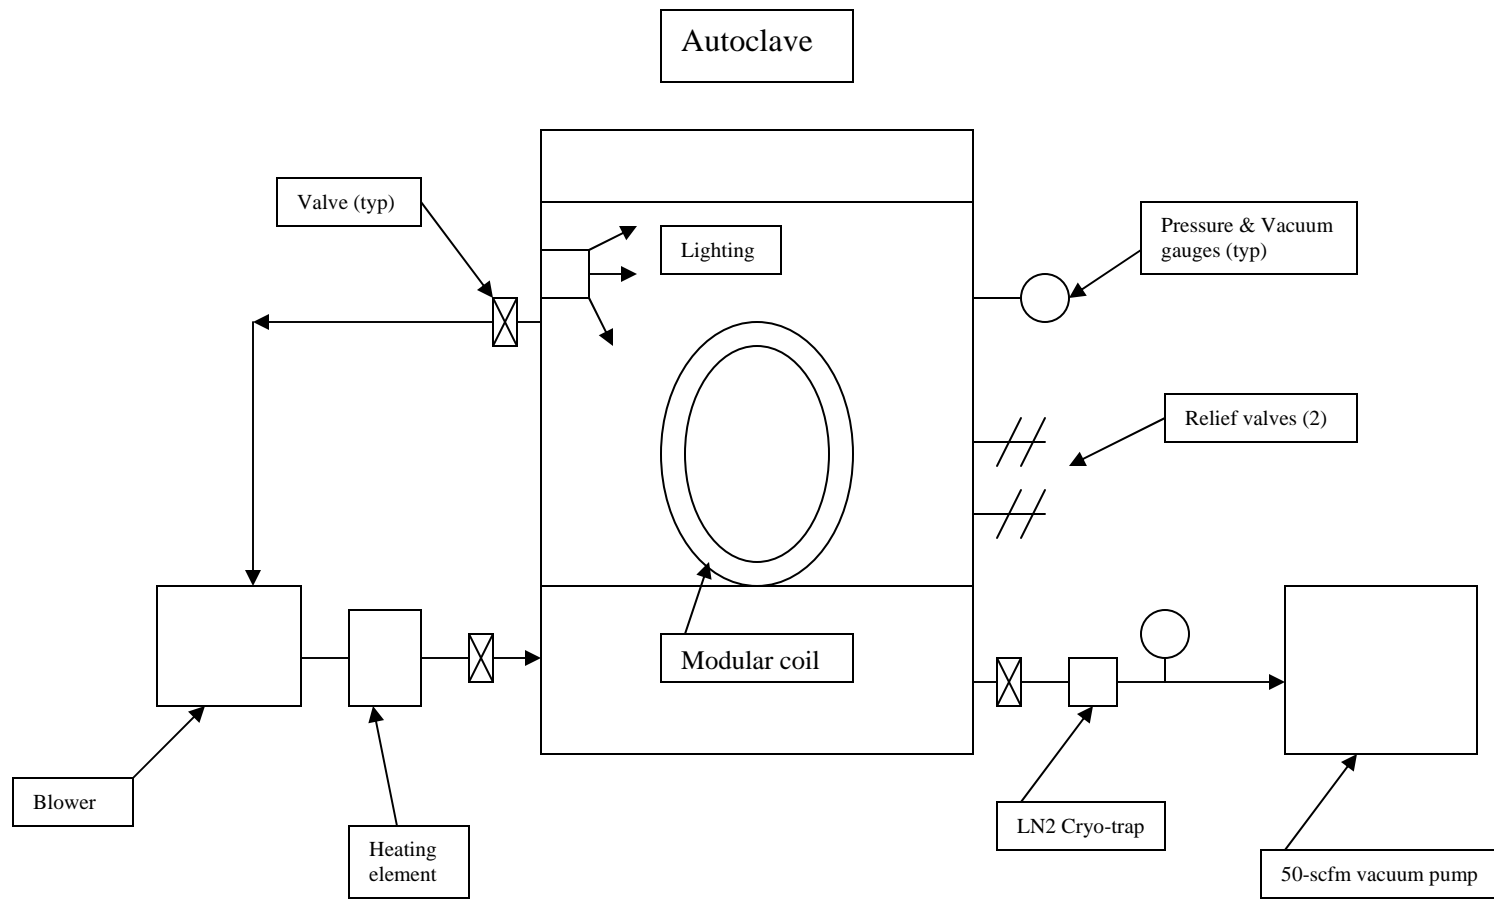 Autoclave
Valve (typ)
Lighting
Pressure & Vacuum
gauges (typ)
Relief valves (2)
Modular coil
Blower
Heating
element
LN2 Cryo-trap
50-scfm vacuum pump